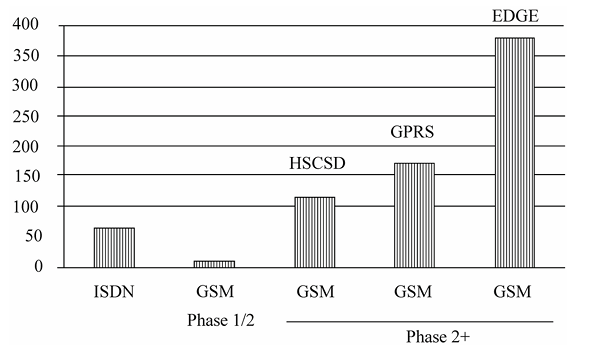 400
EDGE
350
300
250
200
GPRS
150
HSCSD
100
50
0
ISDN GSM GSM GSM GSM
Phase 1/2
Phase 2+